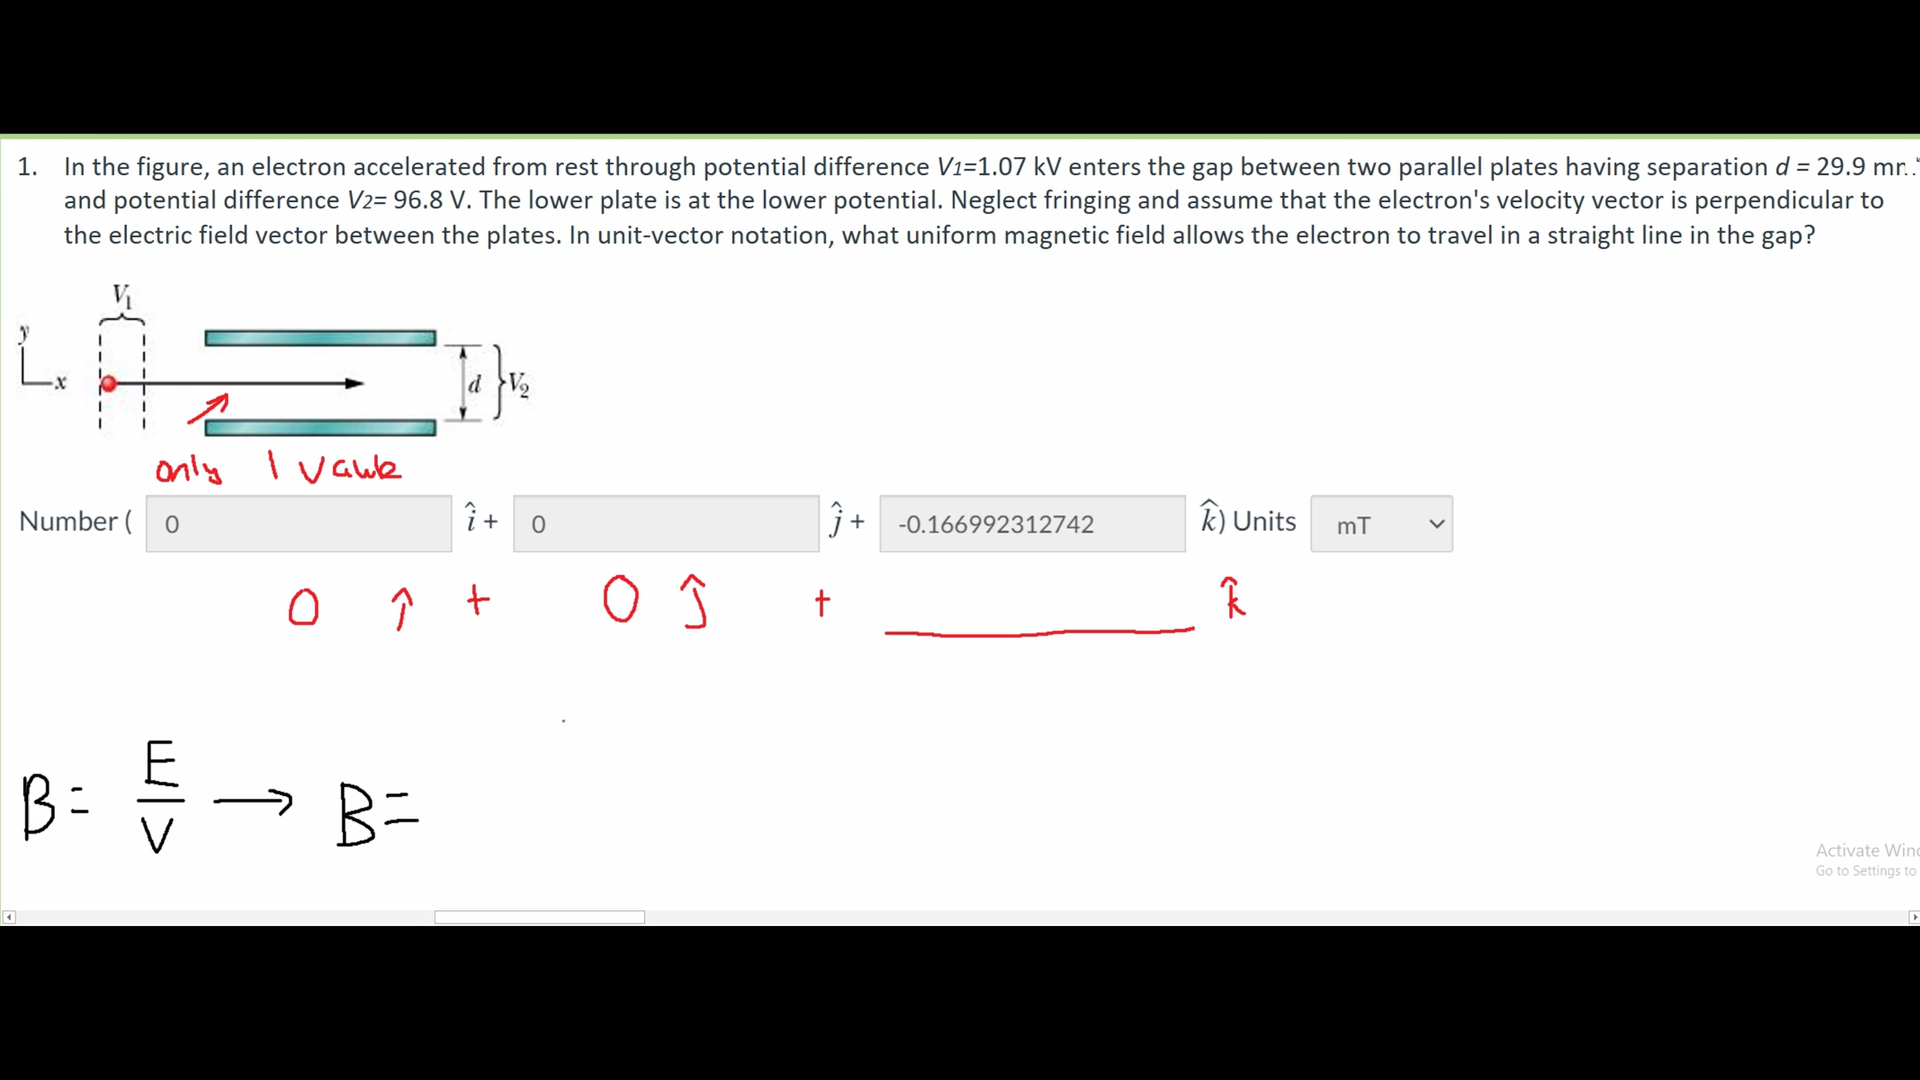 1. In the figure, an electron accelerated from rest through potential difference V1=1.07 kV enters the gap between two parallel plates having separation d = 29.9
and potential difference V2= 96.8 V. The lower plate is at the lower potential. Neglect fringing and assume that the electron's velocity vector is perpendicular to
the electric field vector between the plates. In unit-vector notation, what uniform magnetic field allows the electron to travel in a straight line in the gap?
V₁
y
x
d
V₂
only 1 value
Number ( 0 î + 0 ĵ + -0.166992312742 k̂) Units mT
0 î + 0 ĵ + ______ k̂
B = E/V → B =
Activate Win
Go to Settings to